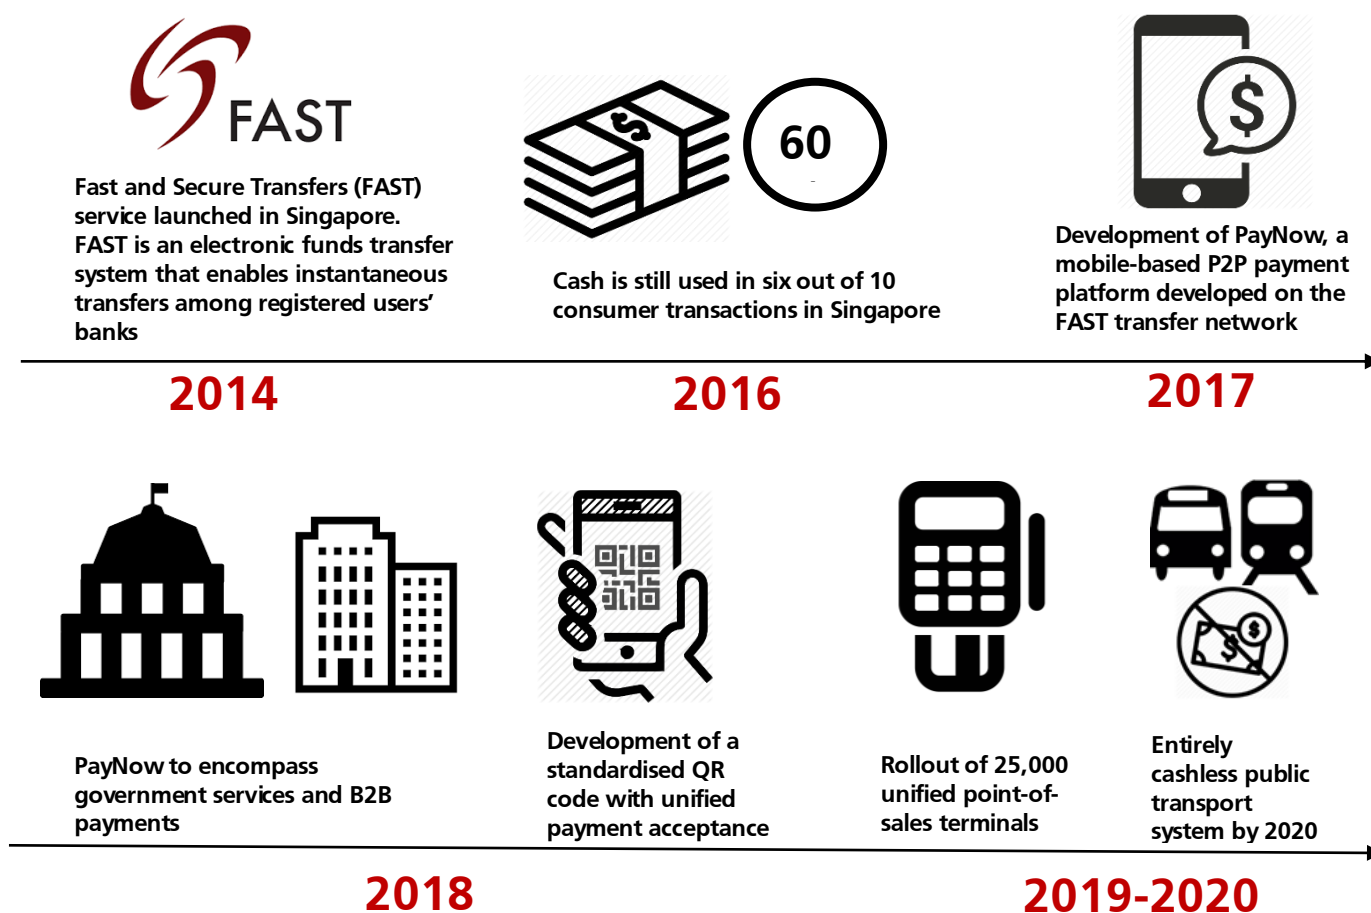 FAST
Fast and Secure Transfers (FAST)
service launched in Singapore.
FAST is an electronic funds transfer
system that enables instantaneous
transfers among registered users’
banks
60
Cash is still used in six out of 10
consumer transactions in Singapore
$
Development of PayNow, a
mobile-based P2P payment
platform developed on the
FAST transfer network
2014
2016
2017
PayNow to encompass
government services and B2B
payments
Development of a
standardised QR
code with unified
payment acceptance
Rollout of 25,000
unified point-of-
sales terminals
$
$
Entirely
cashless public
transport
system by 2020
2018
2019-2020